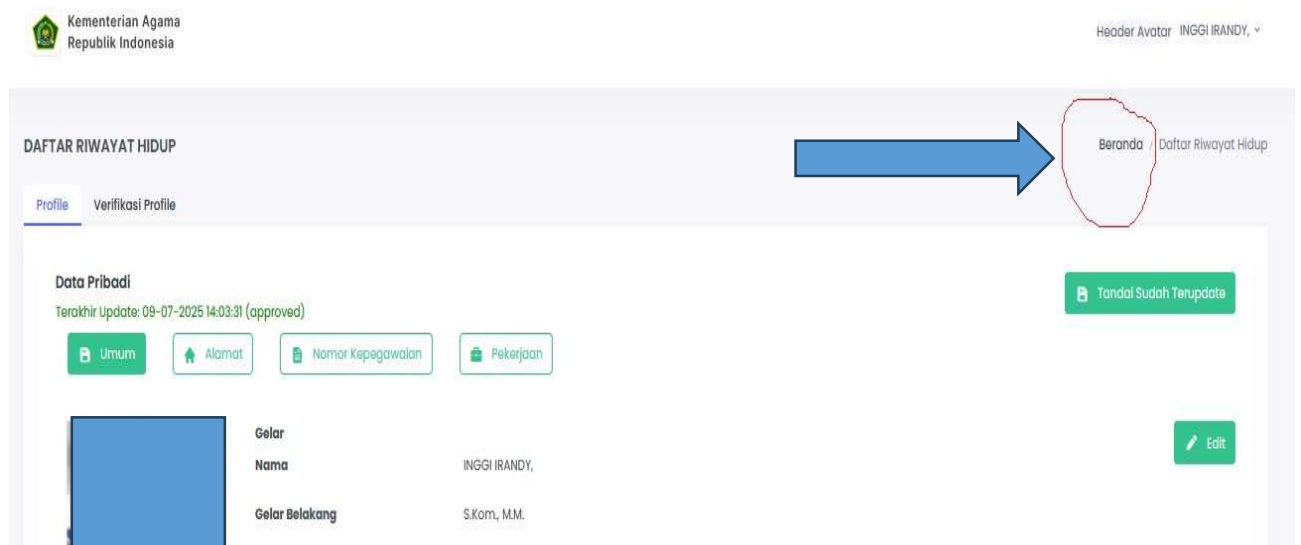 Kementerian Agama
Republik Indonesia
Header Avatar INGGI IRANDY,
DAFTAR RIWAYAT HIDUP
Beranda / Daftar Riwayat Hidup
Profile Verifikasi Profile
Data Pribadi
Terakhir Update: 09-07-2025 14:03:31 (approved)
Tandai Sudah Terupdate
Umum Alamat Nomor Kepegawaian Pekerjaan
Gelar
Edit
Nama INGGI IRANDY,
Gelar Belakang S.Kom., M.M.